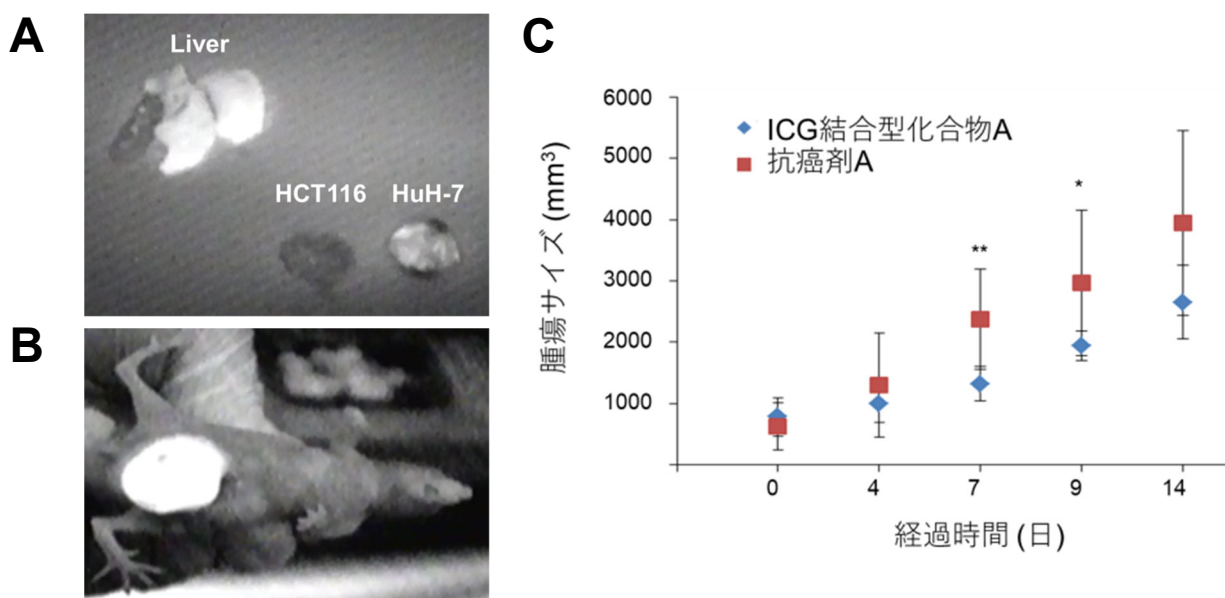 A
Liver
HCT116 HuH-7
B
C
腫瘍サイズ (mm³)
6000
5000
4000
3000
2000
1000
ICG結合型化合物A
抗癌剤A
**
*
0 4 7 9 14
経過時間 (日)